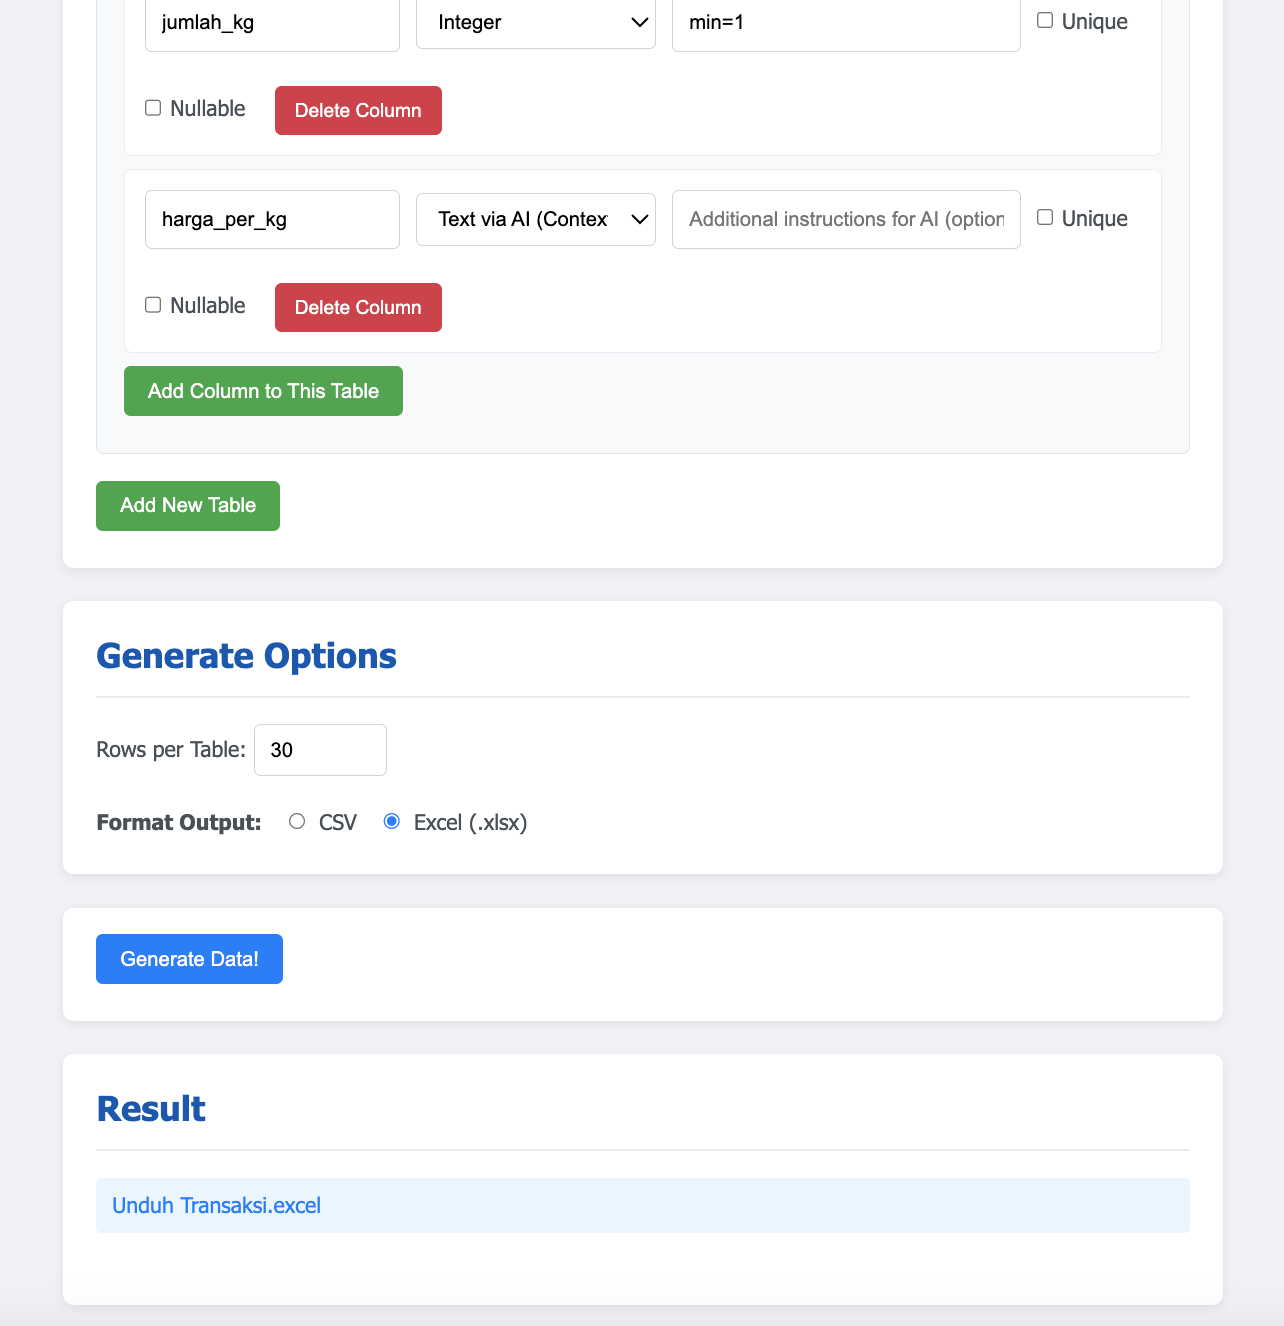 jumlah_kg Integer min=1 Unique
Nullable Delete Column
harga_per_kg Text via AI (Contex Additional instructions for AI (option Unique
Nullable Delete Column
Add Column to This Table
Add New Table
Generate Options
Rows per Table: 30
Format Output: CSV Excel (.xlsx)
Generate Data!
Result
Unduh Transaksi.excel